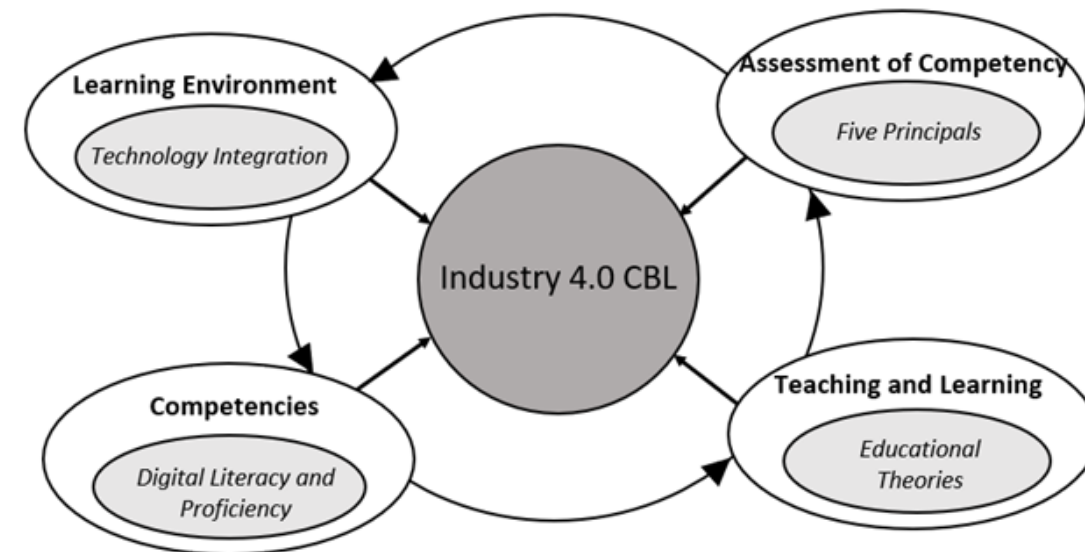 Learning Environment
Technology Integration
Assessment of Competency
Five Principals
Industry 4.0 CBL
Competencies
Digital Literacy and
Proficiency
Teaching and Learning
Educational
Theories